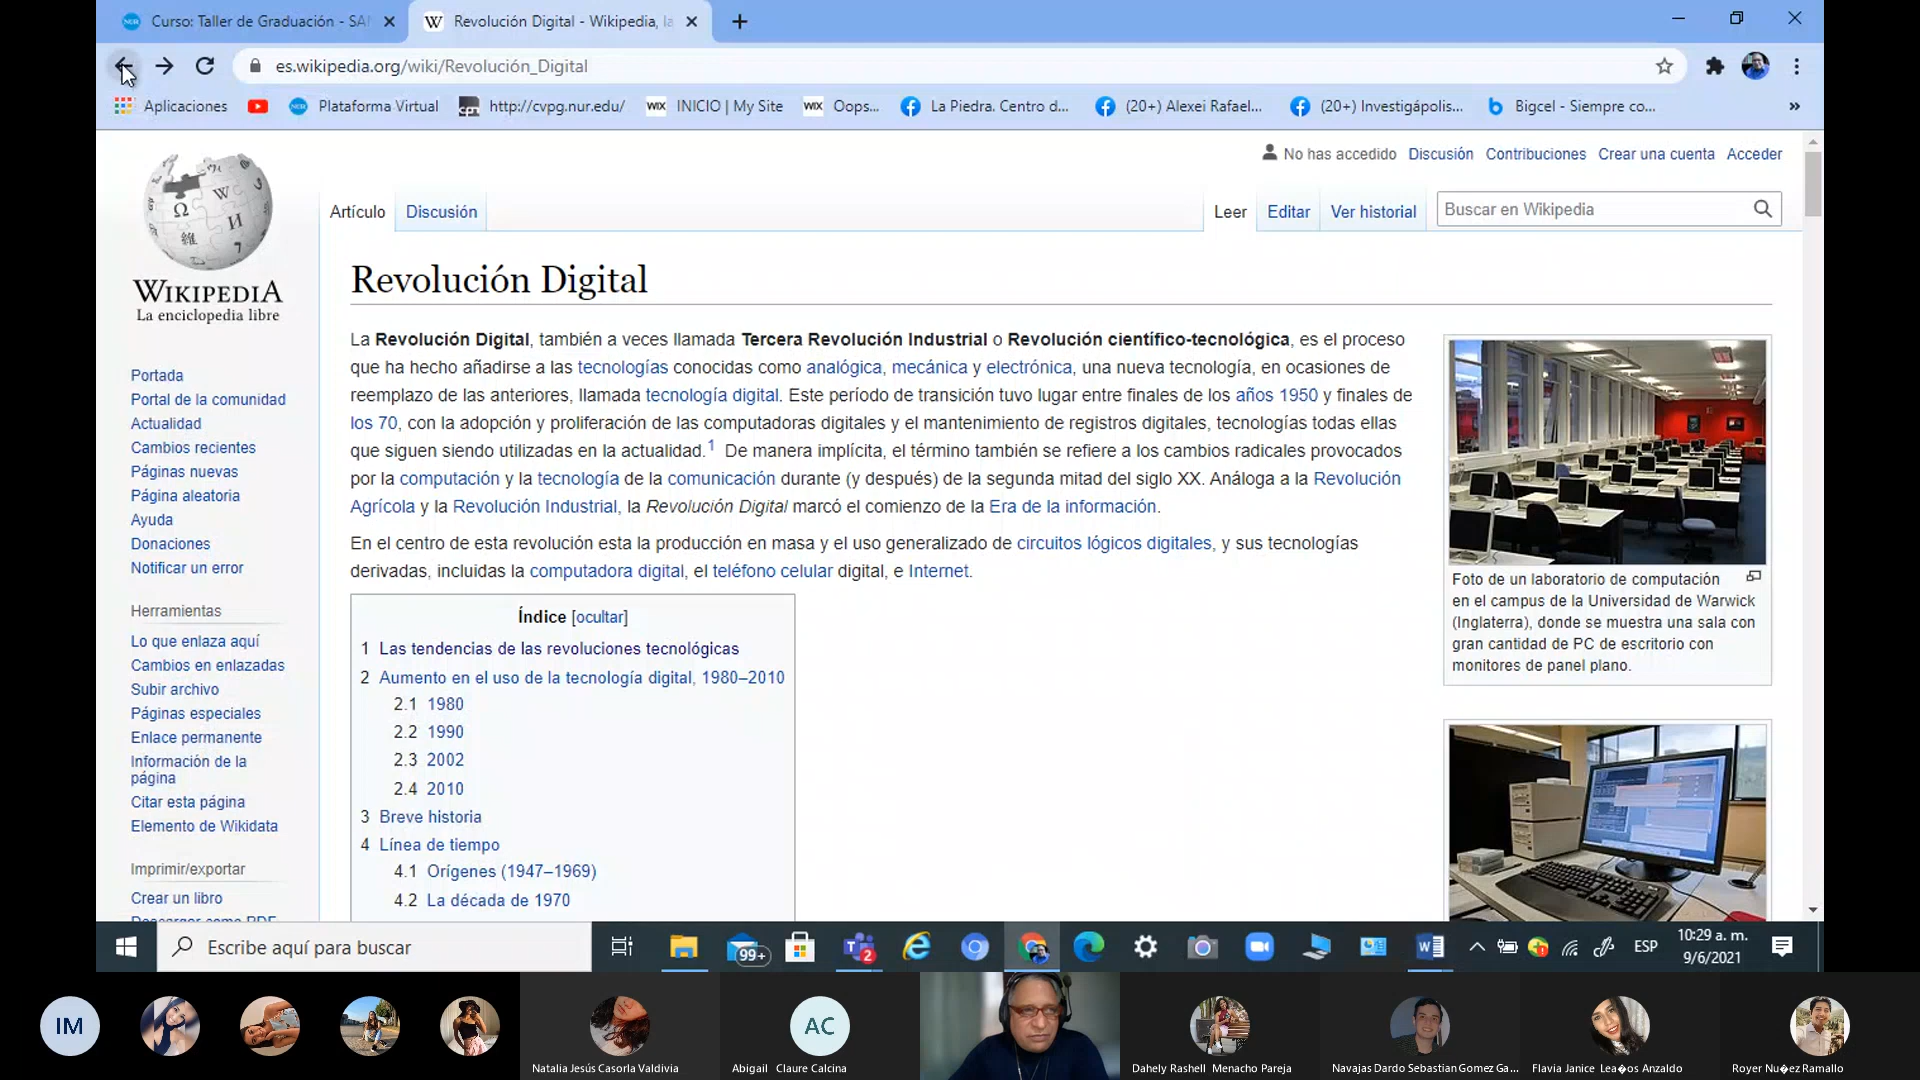 Curso: Taller de Graduación - SA
Revolución Digital - Wikipedia, la
es.wikipedia.org/wiki/Revolución_Digital
Aplicaciones
Plataforma Virtual
http://cvpg.nur.edu/
INICIO | My Site
Oops...
La Piedra. Centro d...
(20+) Alexei Rafael...
(20+) Investigápolis...
Bigcel - Siempre co...
»
No has accedido Discusión Contribuciones Crear una cuenta Acceder
WIKIPEDIA
La enciclopedia libre
Artículo Discusión
Leer Editar Ver historial
Buscar en Wikipedia
Portada
Portal de la comunidad
Actualidad
Cambios recientes
Páginas nuevas
Página aleatoria
Ayuda
Donaciones
Notificar un error
Herramientas
Lo que enlaza aquí
Cambios en enlazadas
Subir archivo
Páginas especiales
Enlace permanente
Información de la
página
Citar esta página
Elemento de Wikidata
Imprimir/exportar
Crear un libro
Descargar como PDF
Revolución Digital
La Revolución Digital, también a veces llamada Tercera Revolución Industrial o Revolución científico-tecnológica, es el proceso
que ha hecho añadirse a las tecnologías conocidas como analógica, mecánica y electrónica, una nueva tecnología, en ocasiones de
reemplazo de las anteriores, llamada tecnología digital. Este período de transición tuvo lugar entre finales de los años 1950 y finales de
los 70, con la adopción y proliferación de las computadoras digitales y el mantenimiento de registros digitales, tecnologías todas ellas
que siguen siendo utilizadas en la actualidad.1 De manera implícita, el término también se refiere a los cambios radicales provocados
por la computación y la tecnología de la comunicación durante (y después) de la segunda mitad del siglo XX. Análoga a la Revolución
Agrícola y la Revolución Industrial, la Revolución Digital marcó el comienzo de la Era de la información.
En el centro de esta revolución esta la producción en masa y el uso generalizado de circuitos lógicos digitales, y sus tecnologías
derivadas, incluidas la computadora digital, el teléfono celular digital, e Internet.
Índice [ocultar]
1 Las tendencias de las revoluciones tecnológicas
2 Aumento en el uso de la tecnología digital, 1980–2010
2.1 1980
2.2 1990
2.3 2002
2.4 2010
3 Breve historia
4 Línea de tiempo
4.1 Orígenes (1947–1969)
4.2 La década de 1970
Foto de un laboratorio de computación
en el campus de la Universidad de Warwick
(Inglaterra), donde se muestra una sala con
gran cantidad de PC de escritorio con
monitores de panel plano.
Escribe aquí para buscar
99+
2
ESP
10:29 a. m.
9/6/2021
IM
Natalia Jesús Casorla Valdivia
AC
Abigail Claure Calcina
Dahely Rashell Menacho Pareja
Navajas Dardo Sebastian Gomez Ga...
Flavia Janice Lea�os Anzaldo
Royer Nu�ez Ramallo